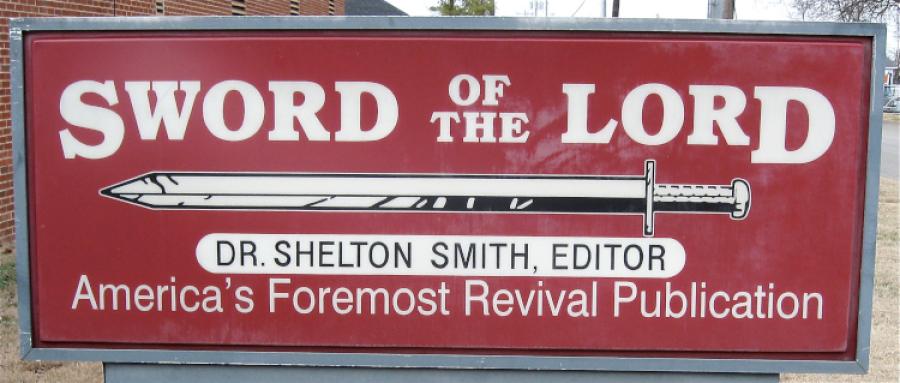 SWORD OF THE LORD
DR. SHELTON SMITH, EDITOR
America's Foremost Revival Publication